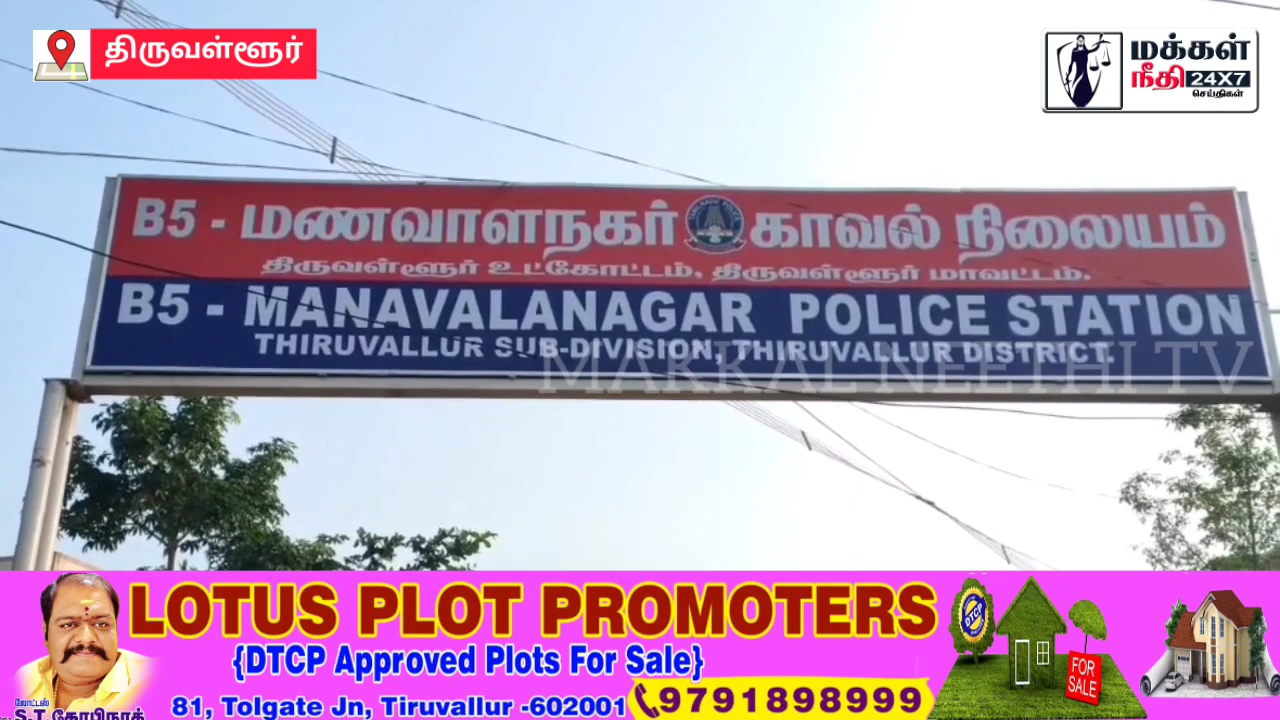 திருவள்ளூர்
மக்கள்
நீதி 24X7
செய்திகள்
B5 - மணவாளநகர் காவல் நிலையம்
திருவள்ளூர் உட்கோட்டம், திருவள்ளூர் மாவட்டம்.
B5 - MANAVALANAGAR POLICE STATION
THIRUVALLUR SUB-DIVISION, THIRUVALLUR DISTRICT.
MAKKAL NEETHI TV
LOTUS PLOT PROMOTERS
{DTCP Approved Plots For Sale}
81, Tolgate Jn, Tiruvallur -602001
9791898999
லோட்டஸ்
S.T.கோபிநாத்
DTCP
FOR
SALE